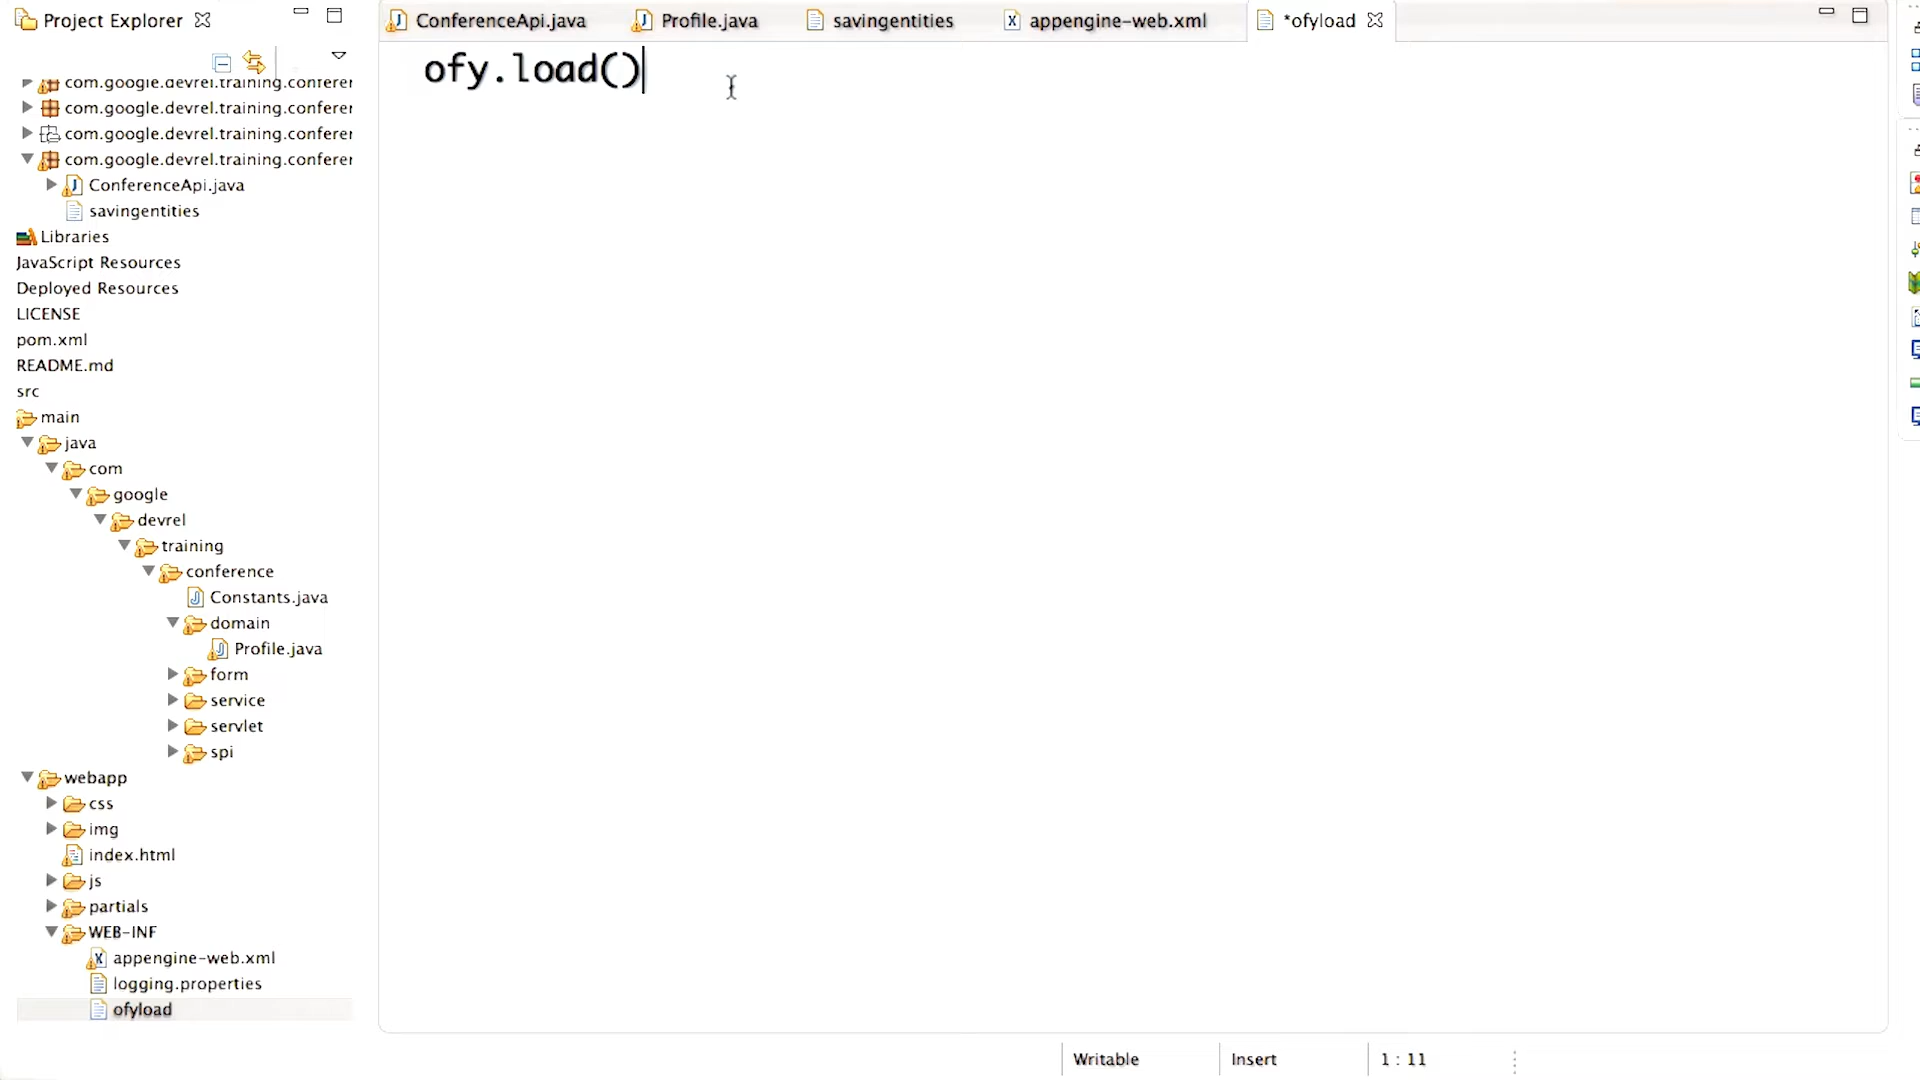 Project Explorer
com.google.devrel.training.conferer
com.google.devrel.training.conferer
com.google.devrel.training.conferer
com.google.devrel.training.conferer
ConferenceApi.java
savingentities
Libraries
JavaScript Resources
Deployed Resources
LICENSE
pom.xml
README.md
src
main
java
com
google
devrel
training
conference
Constants.java
domain
Profile.java
form
service
servlet
spi
webapp
css
img
index.html
js
partials
WEB-INF
appengine-web.xml
logging.properties
ofyload
ConferenceApi.java Profile.java savingentities appengine-web.xml *ofyload
ofy.load()
Writable Insert 1 : 11